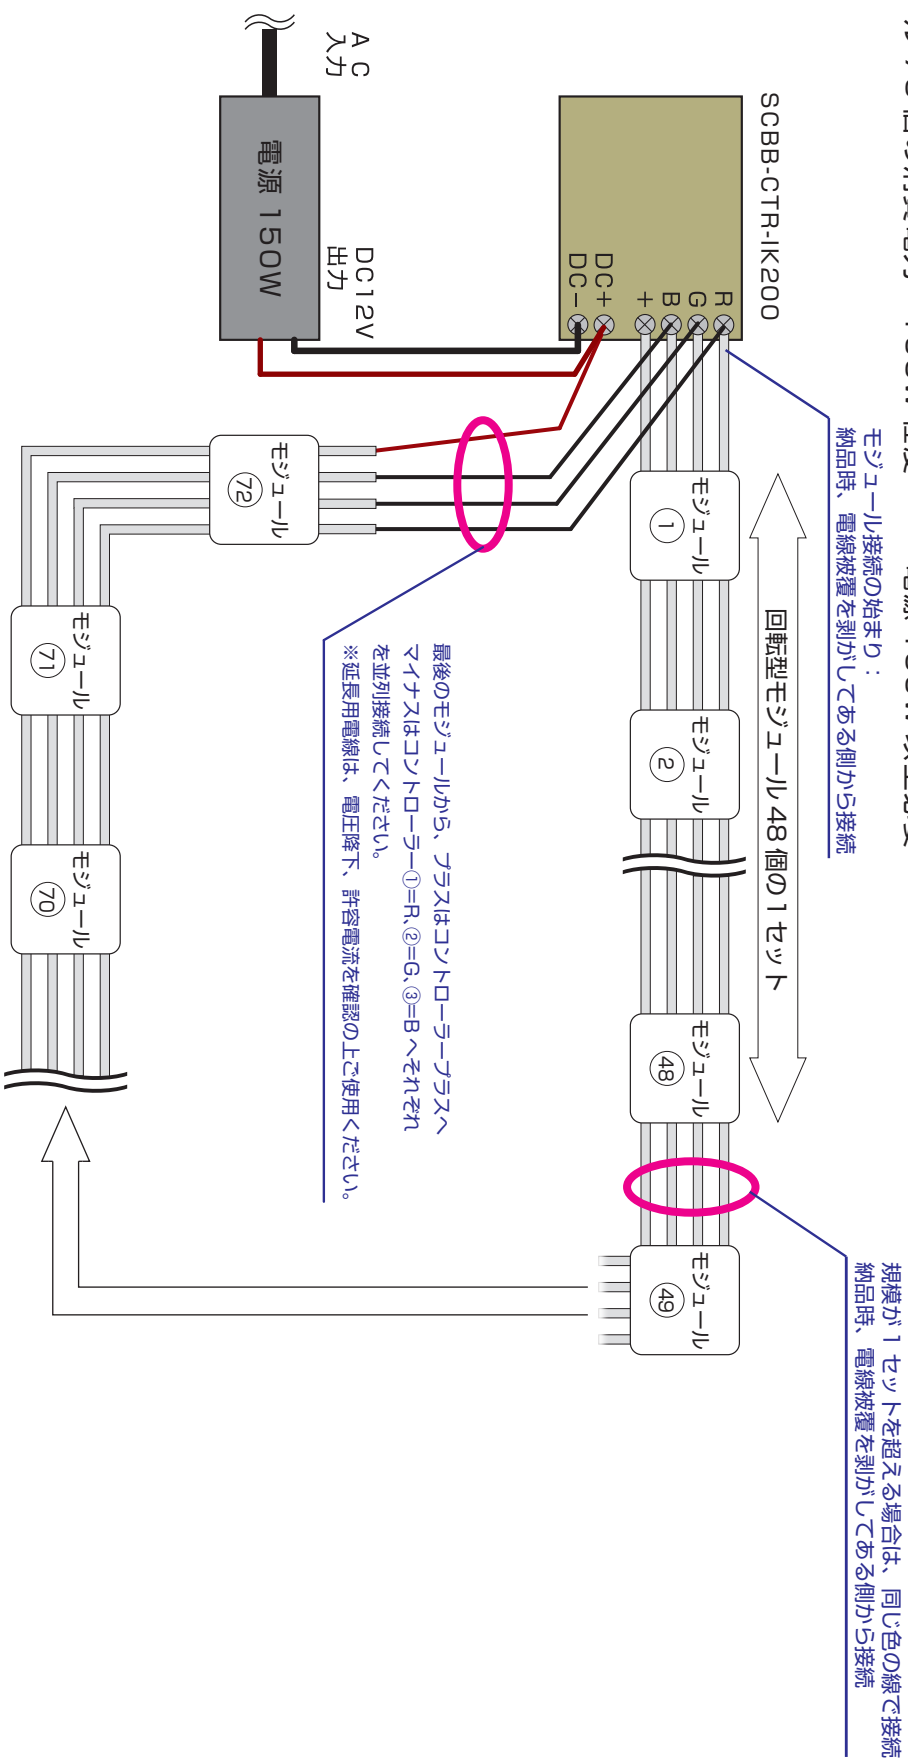 SCBB-CTR-IK200
R
G
B
+
DC+
DC-
AC
入力
電源 150W
DC12V
出力
モジュール接続の始まり：
納品時、電線被覆を剥がしてある側から接続
回転型モジュール 48 個の1 セット
モジュール
①
モジュール
②
モジュール
㊽
モジュール
㊾
規模が 1 セットを超える場合は、同じ色の線で接続
納品時、電線被覆を剥がしてある側から接続
最後のモジュールから、プラスはコントローラープラスへ
マイナスはコントローラー①=R、②=G、③=B へそれぞれ
を並列接続してください。
※延長用電線は、電圧降下、許容電流を確認の上ご使用ください。
モジュール
72
モジュール
71
モジュール
70